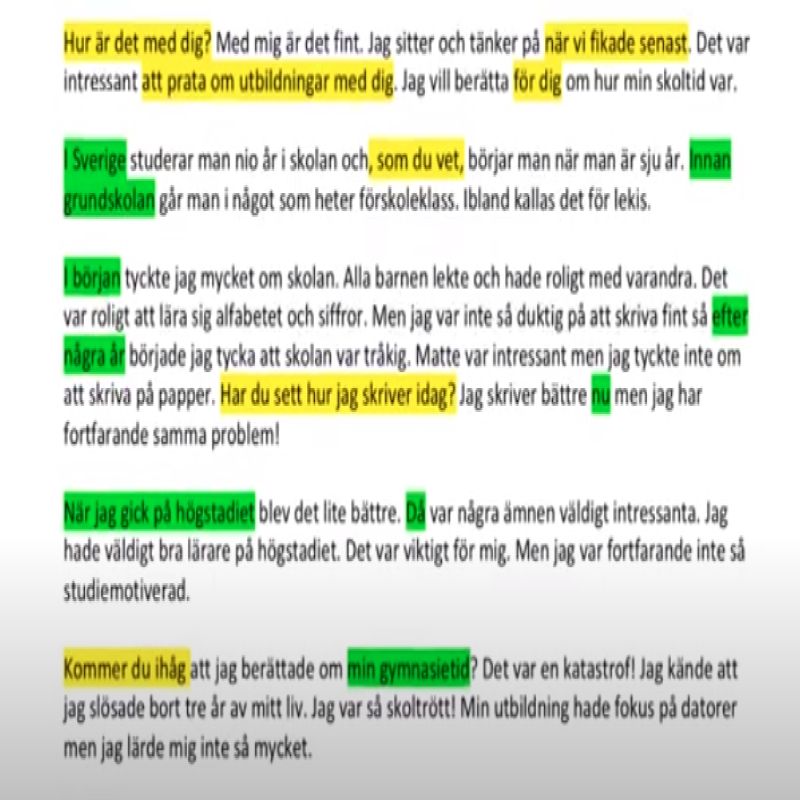 Hur är det med dig? Med mig är det fint. Jag sitter och tänker på när vi fikade senast. Det var
intressant att prata om utbildningar med dig. Jag vill berätta för dig om hur min skoltid var.
I Sverige studerar man nio år i skolan och, som du vet, börjar man när man är sju år. Innan
grundskolan går man i något som heter förskoleklass. Ibland kallas det för lekis.
I början tyckte jag mycket om skolan. Alla barnen lekte och hade roligt med varandra. Det
var roligt att lära sig alfabetet och siffror. Men jag var inte så duktig på att skriva fint så efter
några år började jag tycka att skolan var tråkig. Matte var intressant men jag tyckte inte om
att skriva på papper. Har du sett hur jag skriver idag? Jag skriver bättre nu men jag har
fortfarande samma problem!
När jag gick på högstadiet blev det lite bättre. Då var några ämnen väldigt intressanta. Jag
hade väldigt bra lärare på högstadiet. Det var viktigt för mig. Men jag var fortfarande inte så
studiemotiverad.
Kommer du ihåg att jag berättade om min gymnasietid? Det var en katastrof! Jag kände att
jag slösade bort tre år av mitt liv. Jag var så skoltrött! Min utbildning hade fokus på datorer
men jag lärde mig inte så mycket.